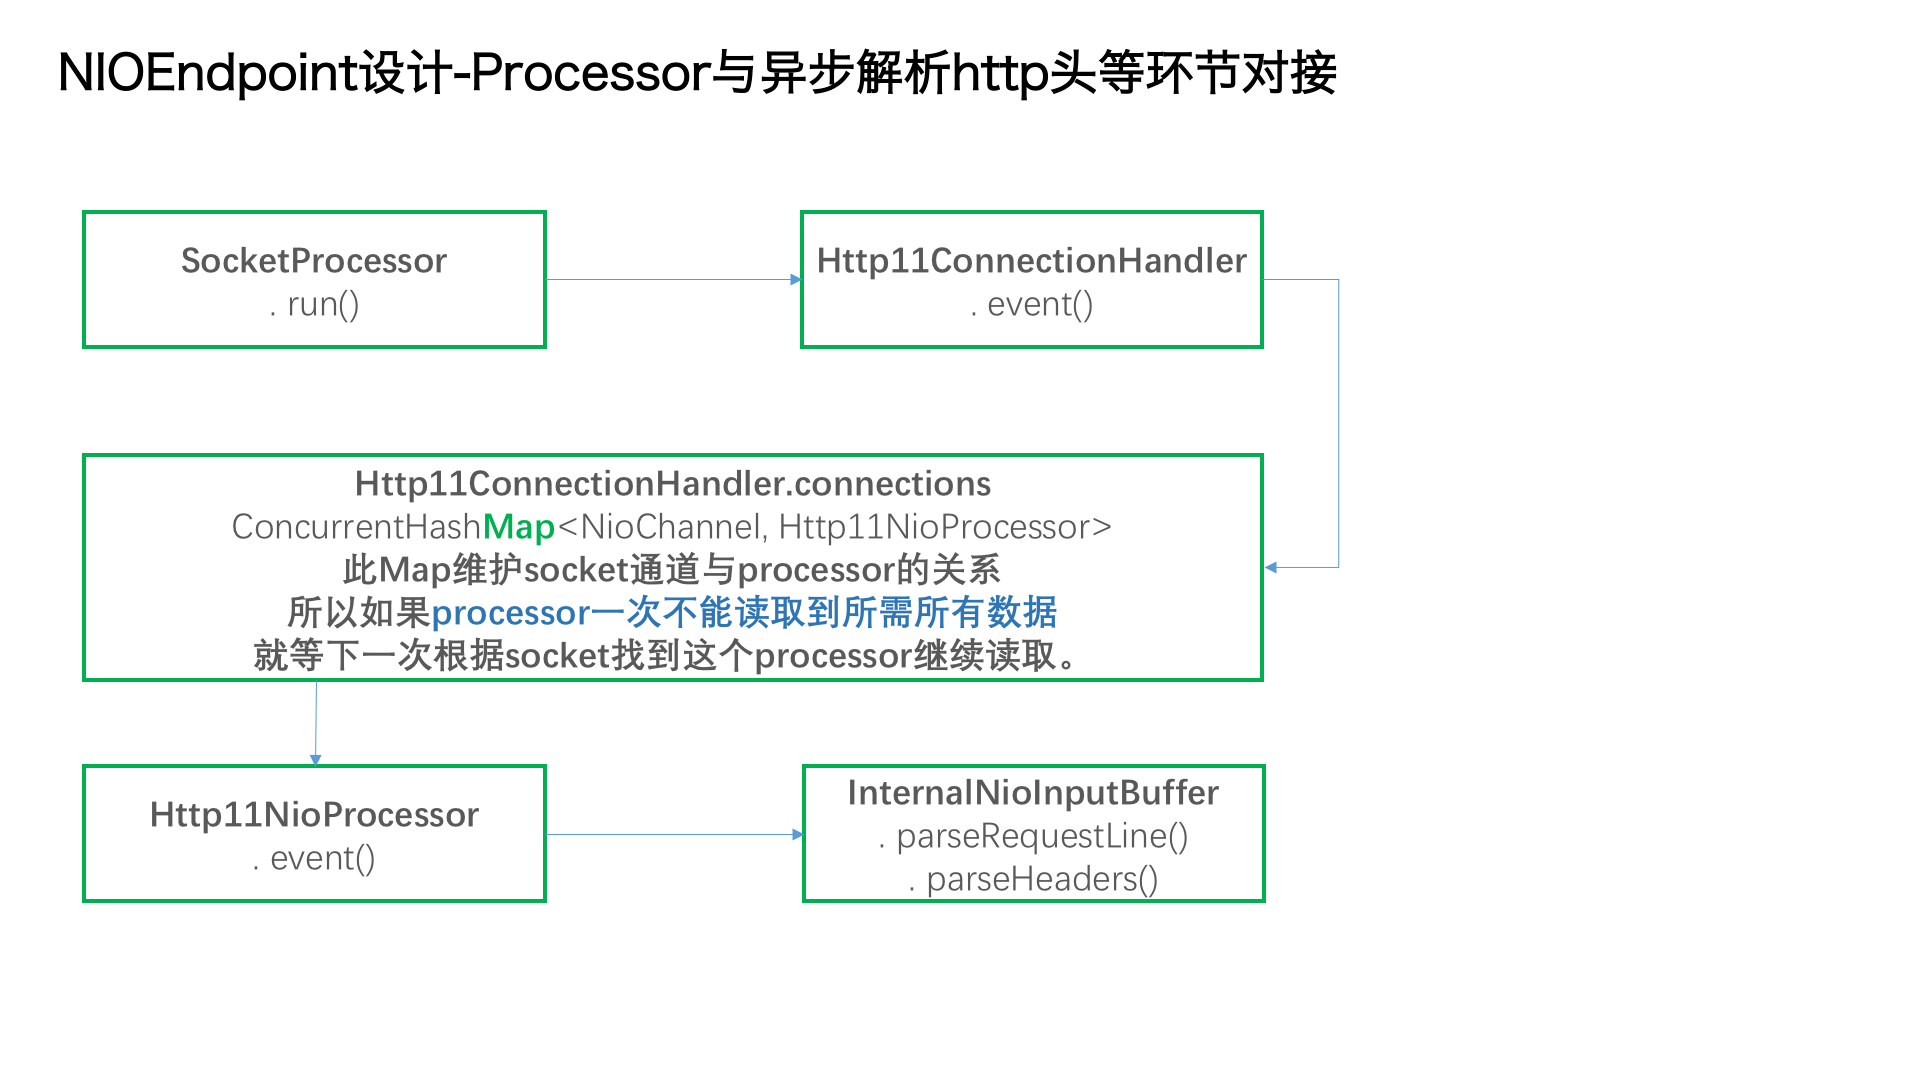 NIOEndpoint设计-Processor与异步解析http头等环节对接
SocketProcessor
. run()
Http11ConnectionHandler
. event()
Http11ConnectionHandler.connections
ConcurrentHashMap<NioChannel, Http11NioProcessor>
此Map维护socket通道与processor的关系
所以如果processor一次不能读取到所需所有数据
就等下一次根据socket找到这个processor继续读取。
Http11NioProcessor
. event()
InternalNioInputBuffer
. parseRequestLine()
. parseHeaders()